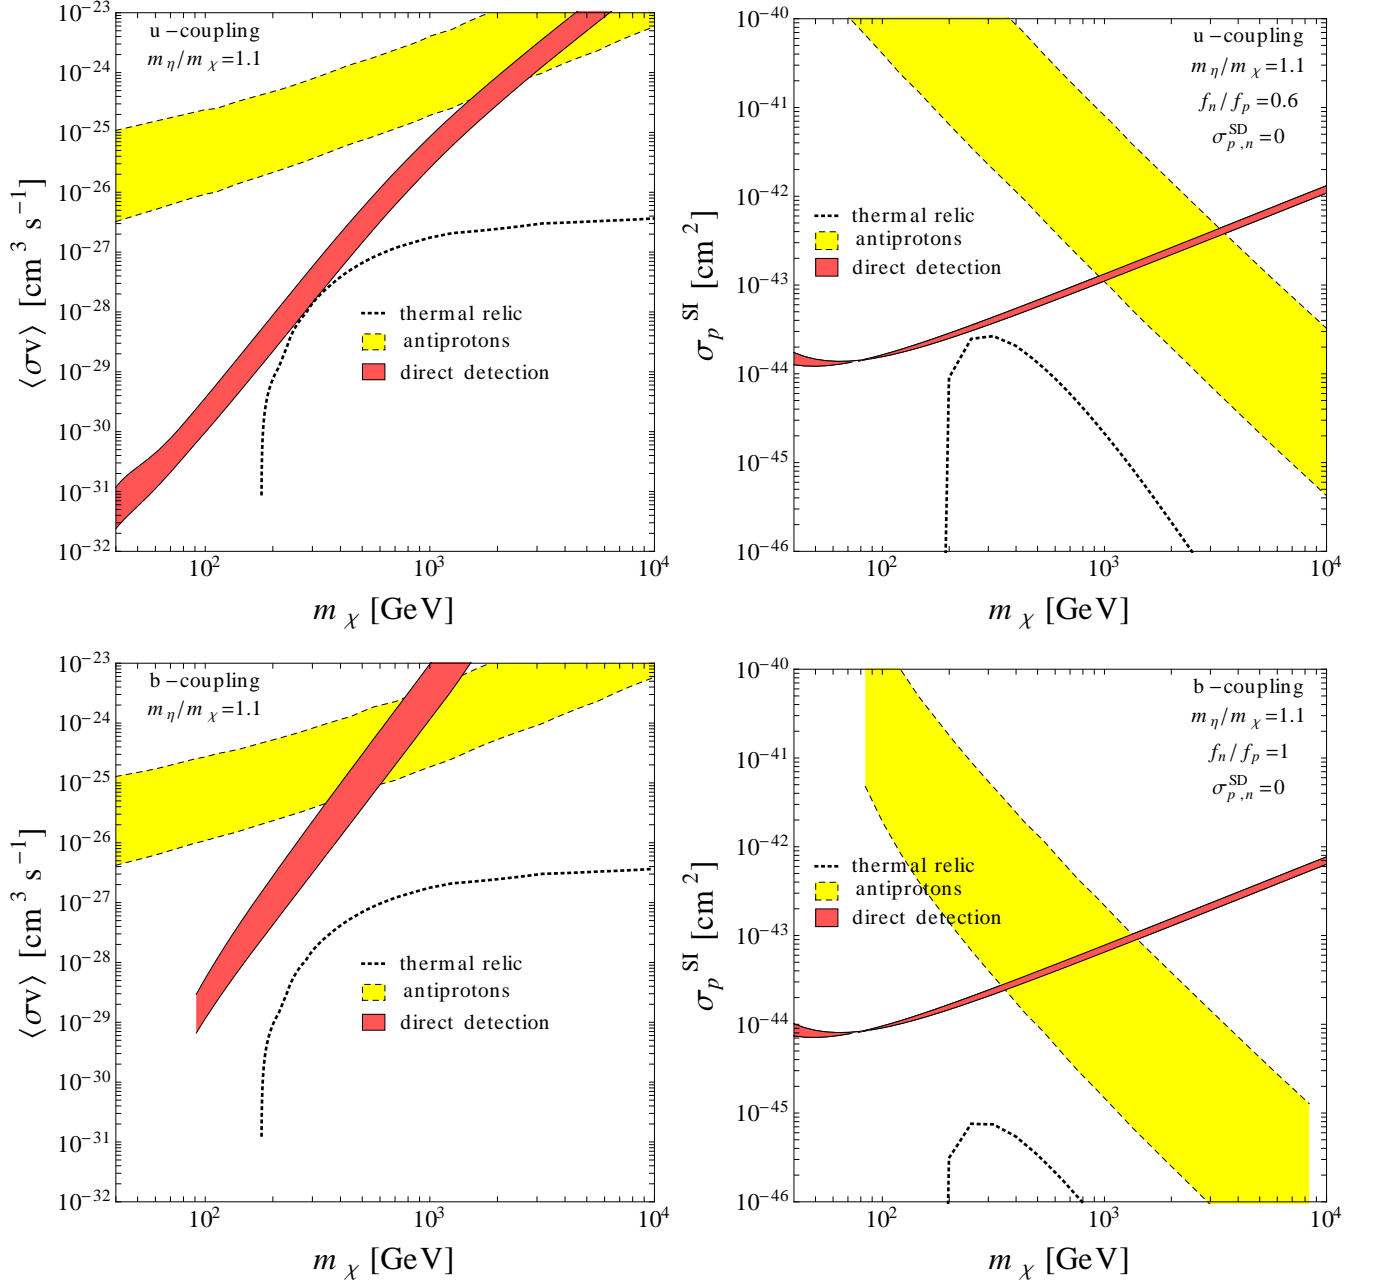 u-coupling
m_η/m_χ=1.1
10^-23
10^-24
10^-25
10^-26
10^-27
10^-28
10^-29
10^-30
10^-31
10^-32
⟨σv⟩ [cm^3 s^-1]
thermal relic
antiprotons
direct detection
10^2
10^3
10^4
m_χ [GeV]
u-coupling
m_η/m_χ=1.1
f_n/f_p=0.6
σ_p,n^SD=0
10^-40
10^-41
10^-42
10^-43
10^-44
10^-45
10^-46
σ_p^SI [cm^2]
thermal relic
antiprotons
direct detection
10^2
10^3
10^4
m_χ [GeV]
b-coupling
m_η/m_χ=1.1
10^-23
10^-24
10^-25
10^-26
10^-27
10^-28
10^-29
10^-30
10^-31
10^-32
⟨σv⟩ [cm^3 s^-1]
thermal relic
antiprotons
direct detection
10^2
10^3
10^4
m_χ [GeV]
b-coupling
m_η/m_χ=1.1
f_n/f_p=1
σ_p,n^SD=0
10^-40
10^-41
10^-42
10^-43
10^-44
10^-45
10^-46
σ_p^SI [cm^2]
thermal relic
antiprotons
direct detection
10^2
10^3
10^4
m_χ [GeV]